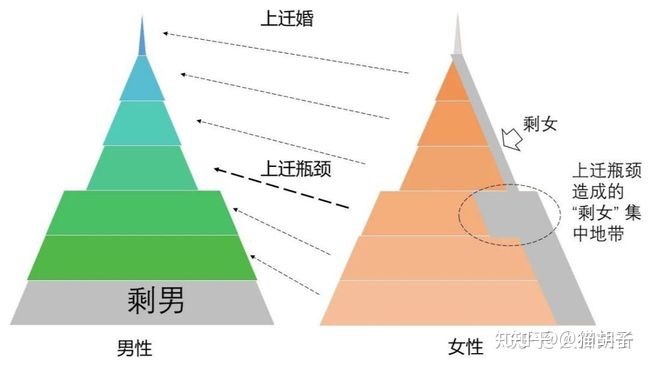 上迁婚
剩女
上迁瓶颈
上迁瓶颈
造成的
“剩女” 集
中地带
剩男
男性
女性
知乎 @猫胡子